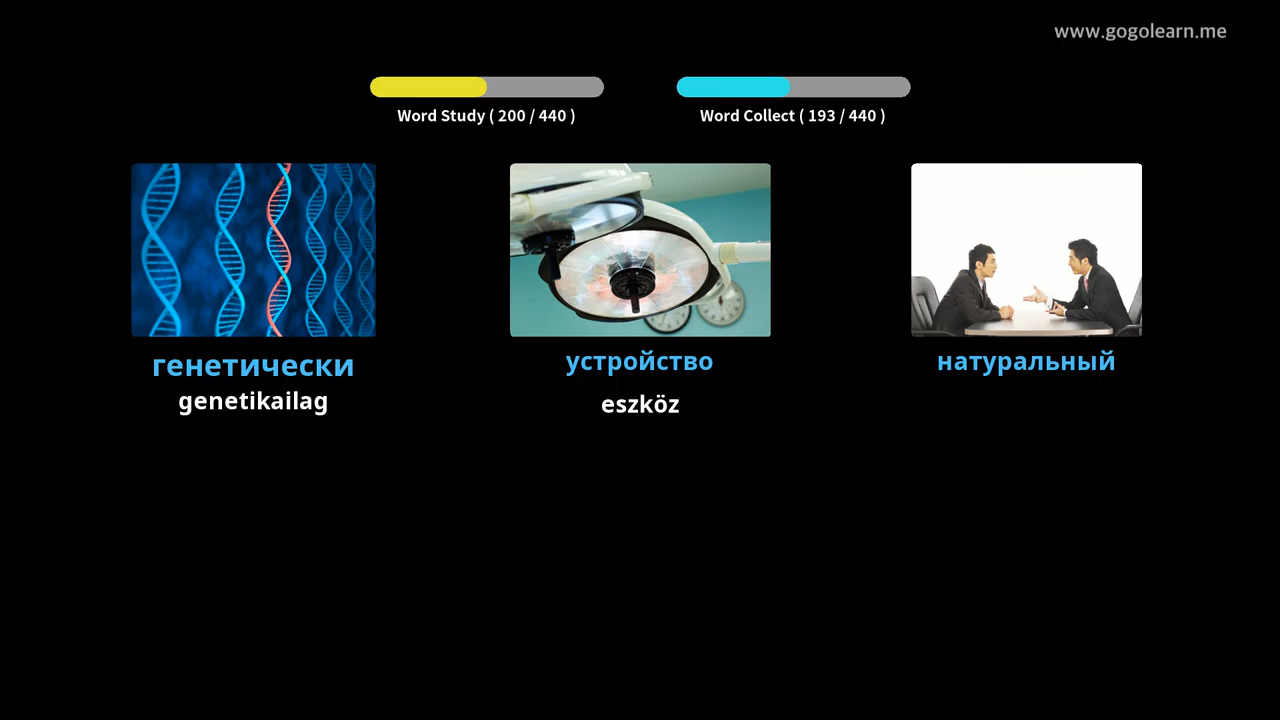 www.gogolearn.me
Word Study ( 200 / 440 )
Word Collect ( 193 / 440 )
генетически
genetikailag
устройство
eszköz
натуральный